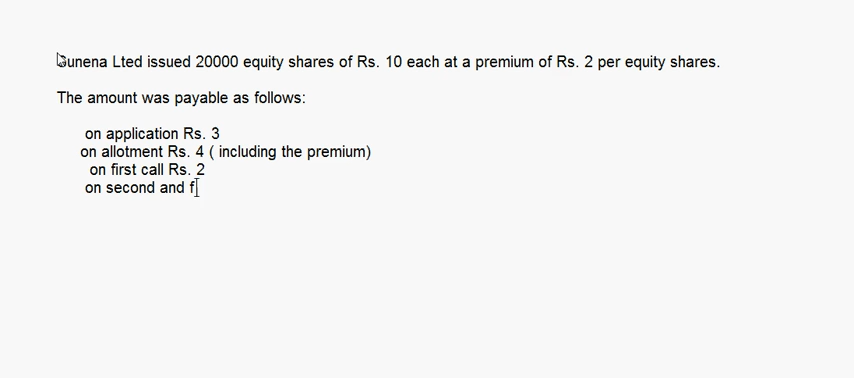 Sunena Lted issued 20000 equity shares of Rs. 10 each at a premium of Rs. 2 per equity shares.
The amount was payable as follows:
on application Rs. 3
on allotment Rs. 4 ( including the premium)
on first call Rs. 2
on second and f